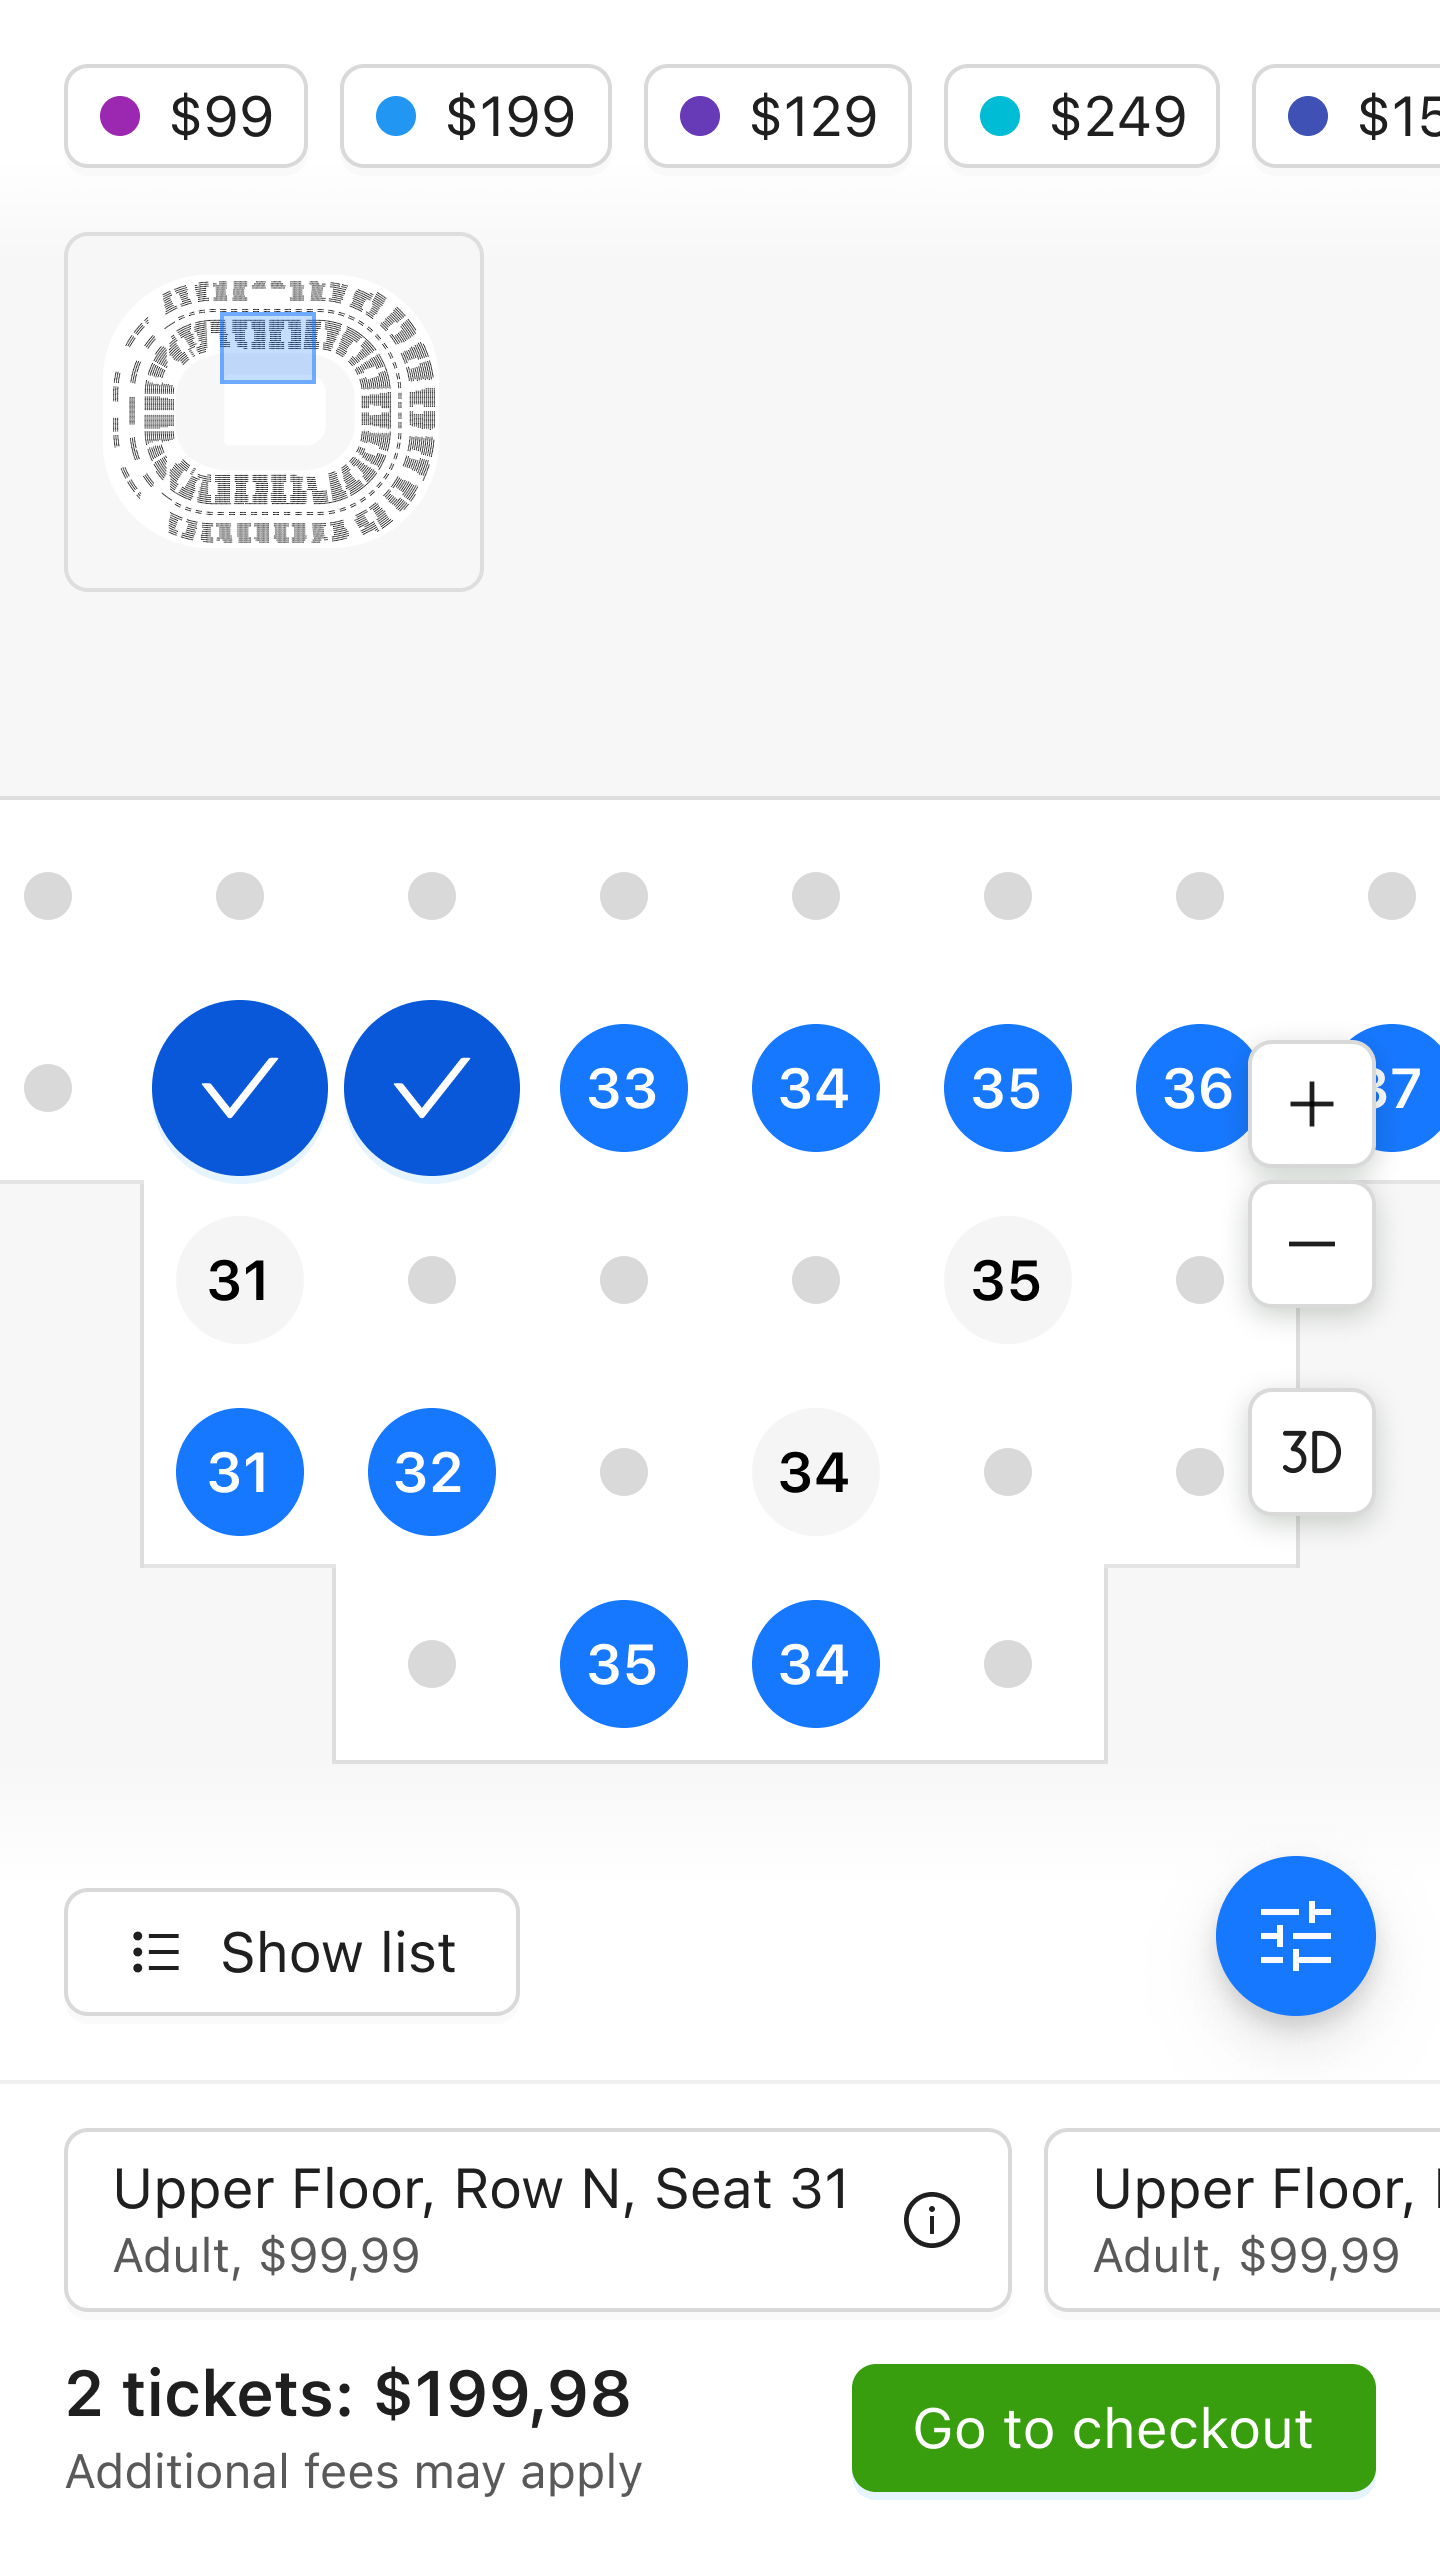 $99
$199
$129
$249
$15
33
34
35
36
37
+
31
35
3D
31
32
34
35
34
Show list
Upper Floor, Row N, Seat 31
Adult, $99,99
Upper Floor,
Adult, $99,99
2 tickets: $199,98
Additional fees may apply
Go to checkout